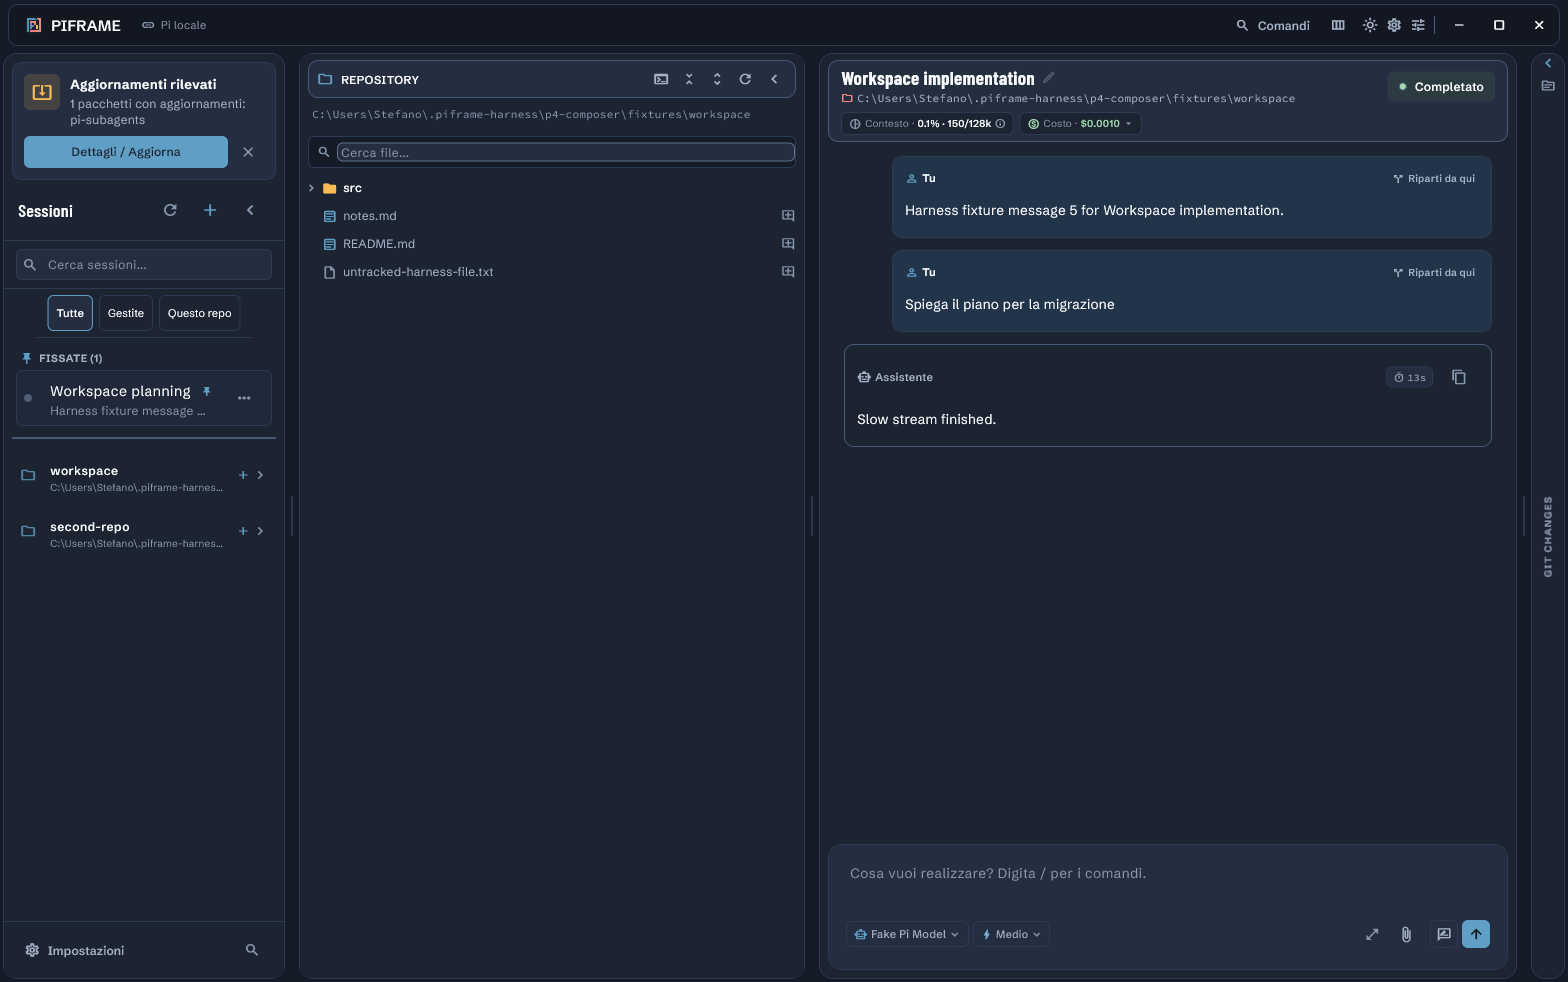 PIFRAME
Pi locale
Comandi
Aggiornamenti rilevati
1 pacchetti con aggiornamenti:
pi-subagents
Dettagli / Aggiorna
Sessioni
Cerca sessioni...
Tutte
Gestite
Questo repo
FISSATE (1)
Workspace planning
Harness fixture message ...
workspace
C:\Users\Stefano\.piframe-harnes...
second-repo
C:\Users\Stefano\.piframe-harnes...
Impostazioni
REPOSITORY
C:\Users\Stefano\.piframe-harness\p4-composer\fixtures\workspace
Cerca file...
src
notes.md
README.md
untracked-harness-file.txt
Workspace implementation
C:\Users\Stefano\.piframe-harness\p4-composer\fixtures\workspace
Completato
Contesto · 0.1% · 150/128k
Costo · $0.0010
Tu
Riparti da qui
Harness fixture message 5 for Workspace implementation.
Tu
Riparti da qui
Spiega il piano per la migrazione
Assistente
13s
Slow stream finished.
Cosa vuoi realizzare? Digita / per i comandi.
Fake Pi Model
Medio
GIT CHANGES